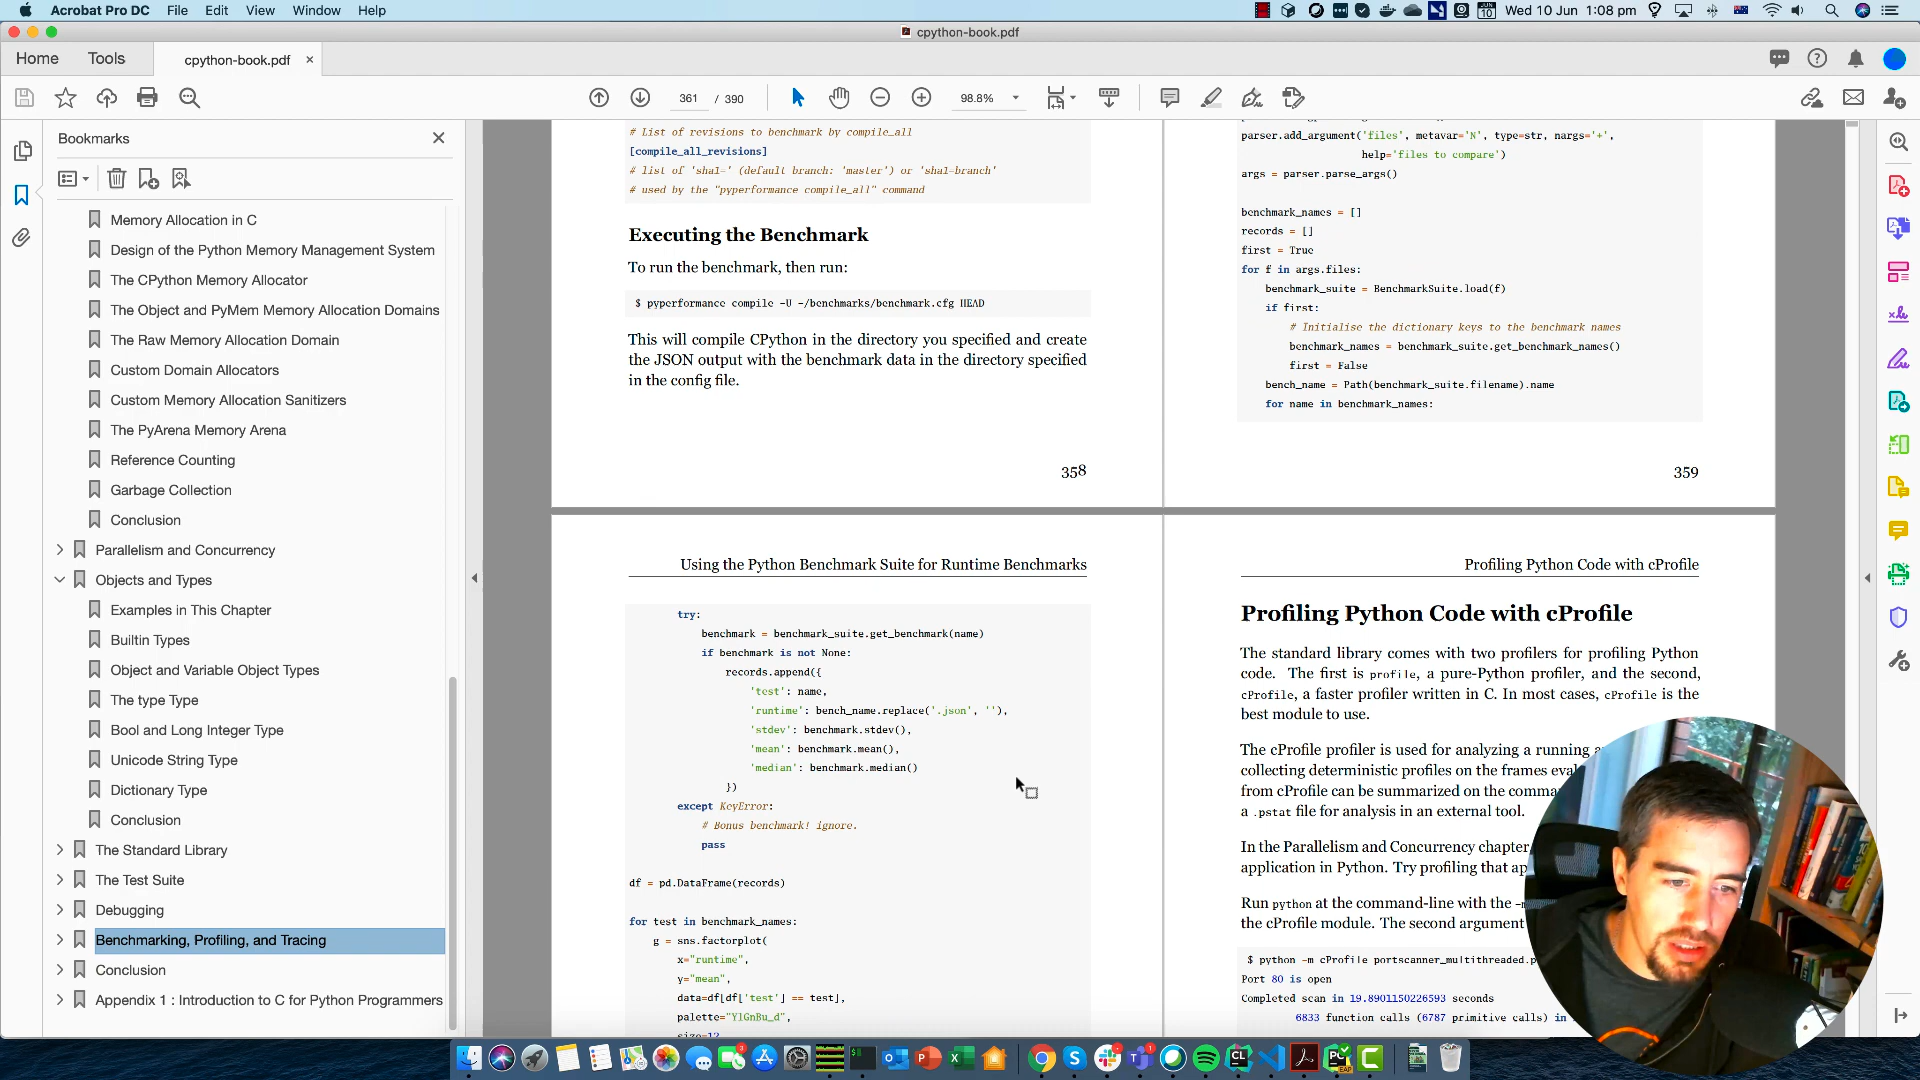 Acrobat Pro DC File Edit View Window Help
JUN 10 Wed 10 Jun 1:08 pm
cpython-book.pdf
Home Tools cpython-book.pdf ×
361 / 390 98.8%
Bookmarks
Memory Allocation in C
Design of the Python Memory Management System
The CPython Memory Allocator
The Object and PyMem Memory Allocation Domains
The Raw Memory Allocation Domain
Custom Domain Allocators
Custom Memory Allocation Sanitizers
The PyArena Memory Arena
Reference Counting
Garbage Collection
Conclusion
Parallelism and Concurrency
Objects and Types
Examples in This Chapter
Builtin Types
Object and Variable Object Types
The type Type
Bool and Long Integer Type
Unicode String Type
Dictionary Type
Conclusion
The Standard Library
The Test Suite
Debugging
Benchmarking, Profiling, and Tracing
Conclusion
Appendix 1 : Introduction to C for Python Programmers
# List of revisions to benchmark by compile_all
[compile_all_revisions]
# list of 'sha1=' (default branch: 'master') or 'sha1=branch'
# used by the "pyperformance compile_all" command
Executing the Benchmark
To run the benchmark, then run:
$ pyperformance compile -U ~/benchmarks/benchmark.cfg HEAD
This will compile CPython in the directory you specified and create
the JSON output with the benchmark data in the directory specified
in the config file.
358
parser.add_argument('files', metavar='N', type=str, nargs='+',
help='files to compare')
args = parser.parse_args()
benchmark_names = []
records = []
first = True
for f in args.files:
benchmark_suite = BenchmarkSuite.load(f)
if first:
# Initialise the dictionary keys to the benchmark names
benchmark_names = benchmark_suite.get_benchmark_names()
first = False
bench_name = Path(benchmark_suite.filename).name
for name in benchmark_names:
359
Using the Python Benchmark Suite for Runtime Benchmarks
try:
benchmark = benchmark_suite.get_benchmark(name)
if benchmark is not None:
records.append({
'test': name,
'runtime': bench_name.replace('.json', ''),
'stdev': benchmark.stdev(),
'mean': benchmark.mean(),
'median': benchmark.median()
})
except KeyError:
# Bonus benchmark! ignore.
pass
df = pd.DataFrame(records)
for test in benchmark_names:
g = sns.factorplot(
x="runtime",
y="mean",
data=df[df['test'] == test],
palette="YlGnBu_d",
size=12
Profiling Python Code with cProfile
Profiling Python Code with cProfile
The standard library comes with two profilers for profiling Python
code. The first is profile, a pure-Python profiler, and the second,
cProfile, a faster profiler written in C. In most cases, cProfile is the
best module to use.
The cProfile profiler is used for analyzing a running a
collecting deterministic profiles on the frames eval
from cProfile can be summarized on the comma
a .pstat file for analysis in an external tool.
In the Parallelism and Concurrency chapter,
application in Python. Try profiling that ap
Run python at the command-line with the -m
the cProfile module. The second argument
$ python -m cProfile portscanner_multithreaded.p
Port 80 is open
Completed scan in 19.8901150226593 seconds
6833 function calls (6787 primitive calls) in